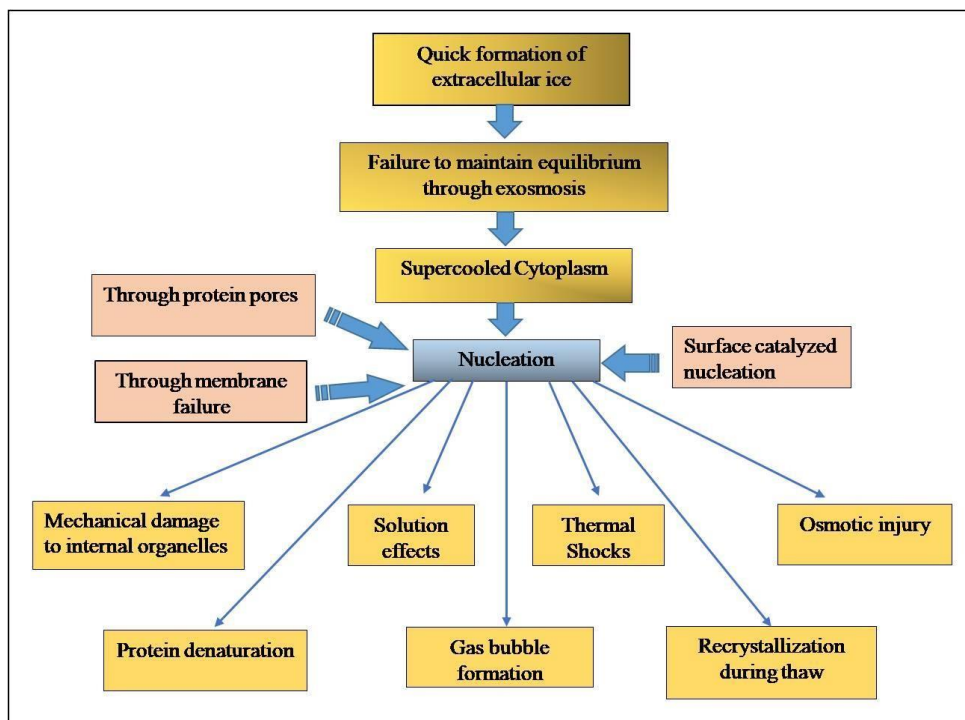 Quick formation of
extracellular ice
Failure to maintain equilibrium
through exosmosis
Supercooled Cytoplasm
Through protein pores
Nucleation
Surface catalyzed
nucleation
Through membrane
failure
Mechanical damage
to internal organelles
Solution
effects
Thermal
Shocks
Osmotic injury
Protein denaturation
Gas bubble
formation
Recrystallization
during thaw